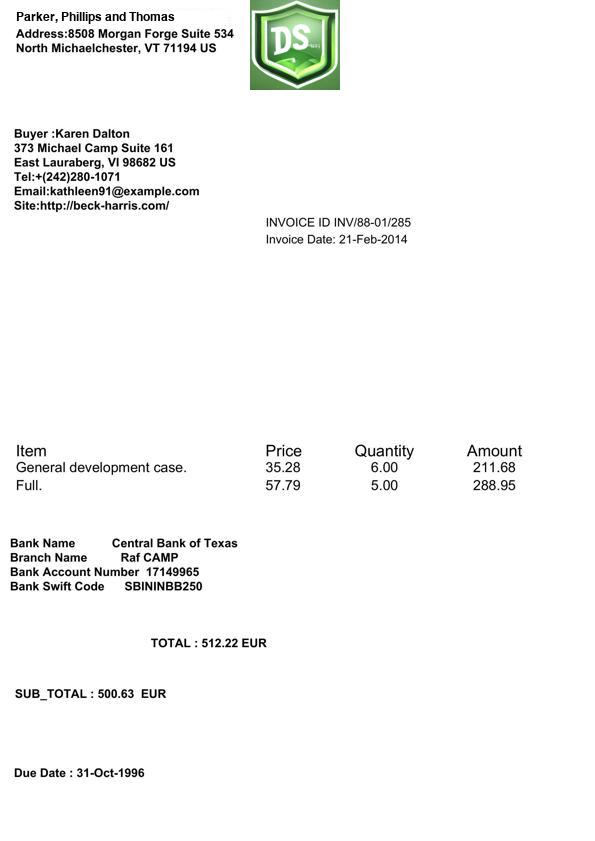 Parker, Phillips and Thomas
Address:8508 Morgan Forge Suite 534
North Michaelchester, VT 71194 US
DS
Buyer :Karen Dalton
373 Michael Camp Suite 161
East Lauraberg, VI 98682 US
Tel:+(242)280-1071
Email:kathleen91@example.com
Site:http://beck-harris.com/
INVOICE ID INV/88-01/285
Invoice Date: 21-Feb-2014
Item Price Quantity Amount
General development case. 35.28 6.00 211.68
Full. 57.79 5.00 288.95
Bank Name Central Bank of Texas
Branch Name Raf CAMP
Bank Account Number 17149965
Bank Swift Code SBININBB250
TOTAL : 512.22 EUR
SUB_TOTAL : 500.63 EUR
Due Date : 31-Oct-1996